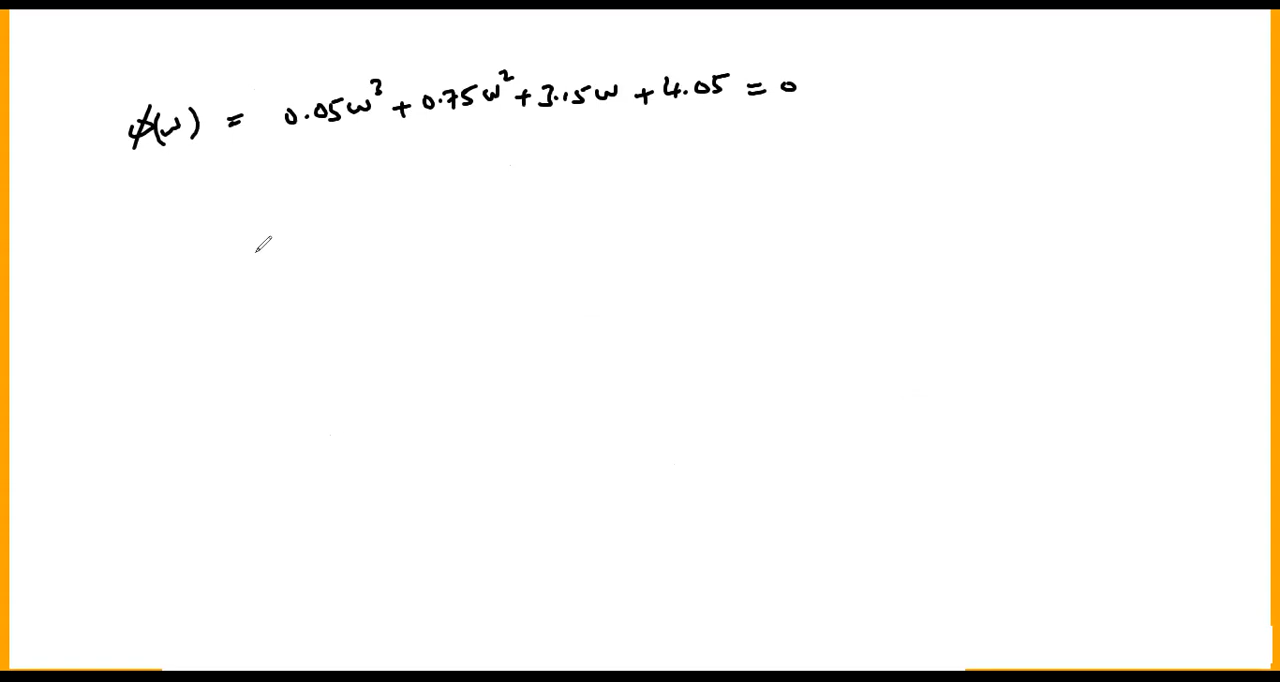 ϕ(w) = 0.05w³ + 0.75w² + 3.15w + 4.05 = 0